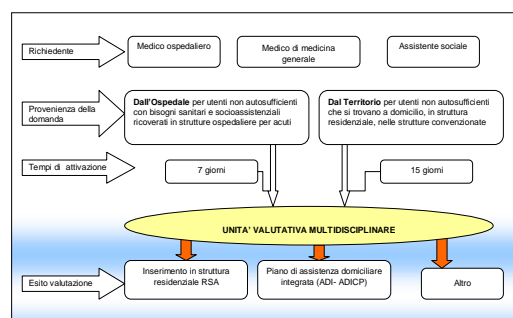 Richiedente
Medico ospedaliero
Medico di medicina
generale
Assistente sociale
Provenienza della
domanda
Dall'Ospedale per utenti non autosufficienti
con bisogni sanitari e socioassistenziali
ricoverati in strutture ospedaliere per acuti
Dal Territorio per utenti non autosufficienti
che si trovano a domicilio, in struttura
residenziale, nelle strutture convenzionate
Tempi di attivazione
7 giorni
15 giorni
UNITA' VALUTATIVA MULTIDISCIPLINARE
Esito valutazione
Inserimento in struttura
residenziale RSA
Piano di assistenza domiciliare
integrata (ADI- ADICP)
Altro